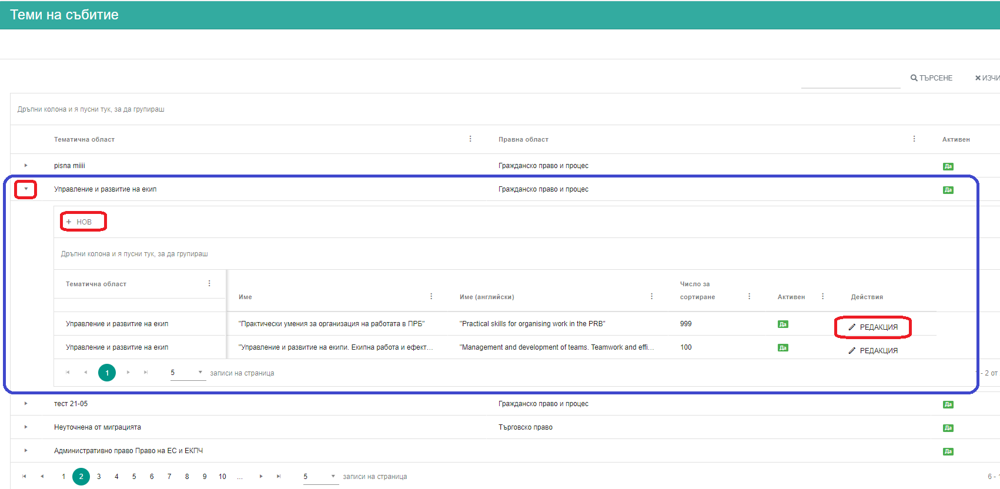 Теми на събитие
ТЪРСЕНЕ ИЗЧИ
Дръпни колона и я пусни тук, за да групираш
Тематична област Правна област Активен
pisna miiii Гражданско право и процес Да
Управление и развитие на екип Гражданско право и процес Да
+ НОВ
Дръпни колона и я пусни тук, за да групираш
Тематична област Име Име (английски) Число за сортиране Активен Действия
Управление и развитие на екип "Практически умения за организация на работата в ПРБ" "Practical skills for organising work in the PRB" 999 Да РЕДАКЦИЯ
Управление и развитие на екип "Управление и развитие на екипи. Екипна работа и ефект... "Management and development of teams. Teamwork and effi... 100 Да РЕДАКЦИЯ
1 5 записи на страница - 2 от
тест 21-05 Гражданско право и процес Да
Неуточнена от миграцията Търговско право Да
Административно право Право на ЕС и ЕКПЧ Да
1 2 3 4 5 6 7 8 9 10 ... 5 записи на страница 6 - 1